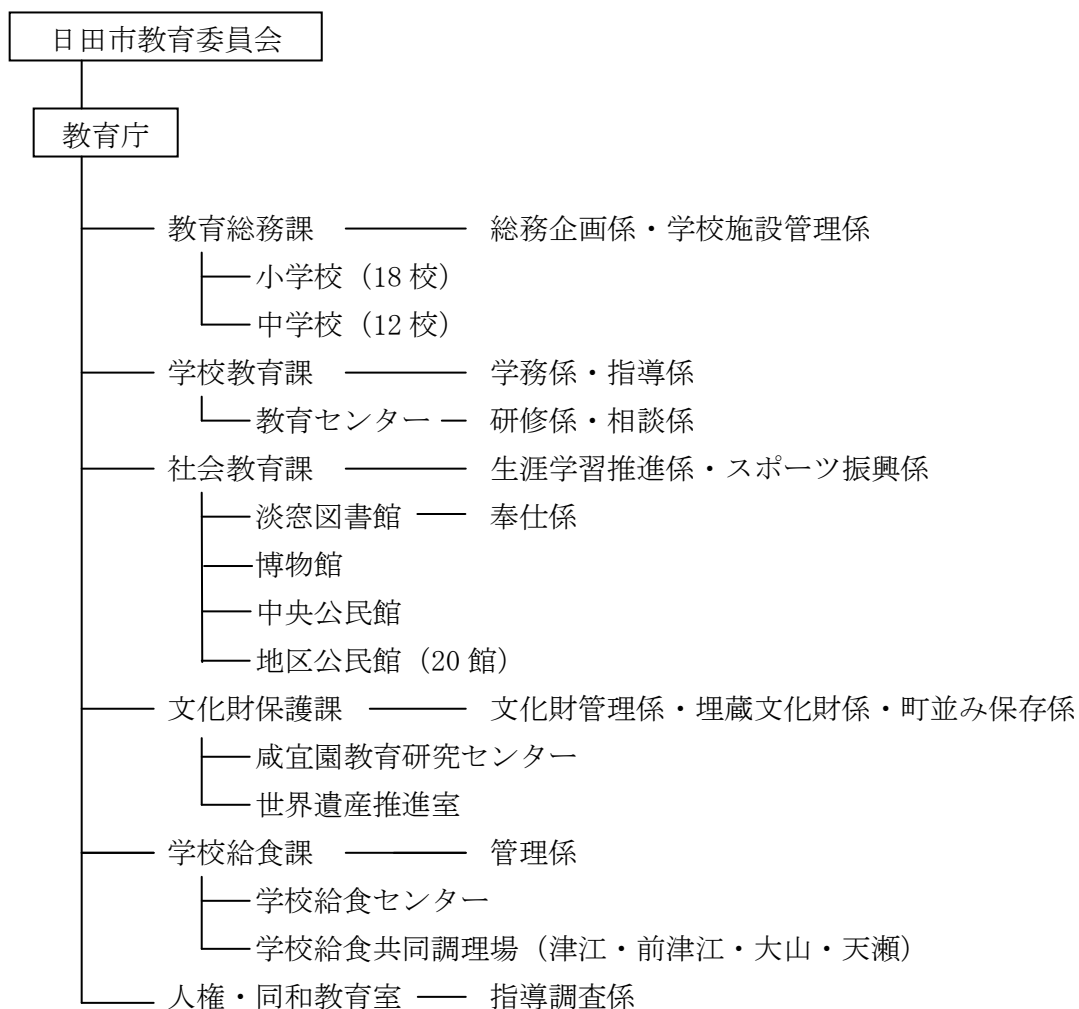 日田市教育委員会
教育庁
教育総務課 総務企画係・学校施設管理係
小学校（18 校）
中学校（12 校）
学校教育課 学務係・指導係
教育センター 研修係・相談係
社会教育課 生涯学習推進係・スポーツ振興係
淡窓図書館 奉仕係
博物館
中央公民館
地区公民館（20 館）
文化財保護課 文化財管理係・埋蔵文化財係・町並み保存係
咸宜園教育研究センター
世界遺産推進室
学校給食課 管理係
学校給食センター
学校給食共同調理場（津江・前津江・大山・天瀬）
人権・同和教育室 指導調査係